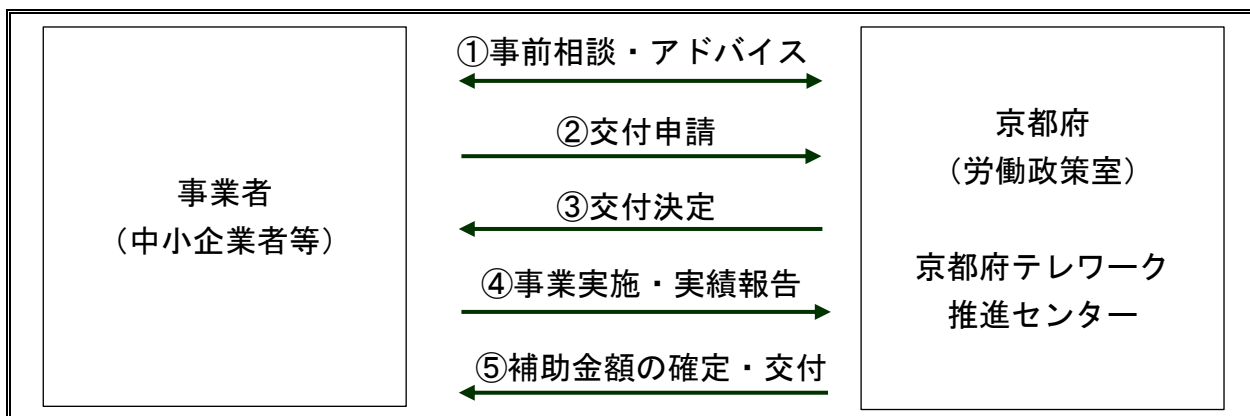 事業者
（中小企業者等）
①事前相談・アドバイス
②交付申請
③交付決定
④事業実施・実績報告
⑤補助金額の確定・交付
京都府
（労働政策室）
京都府テレワーク
推進センター